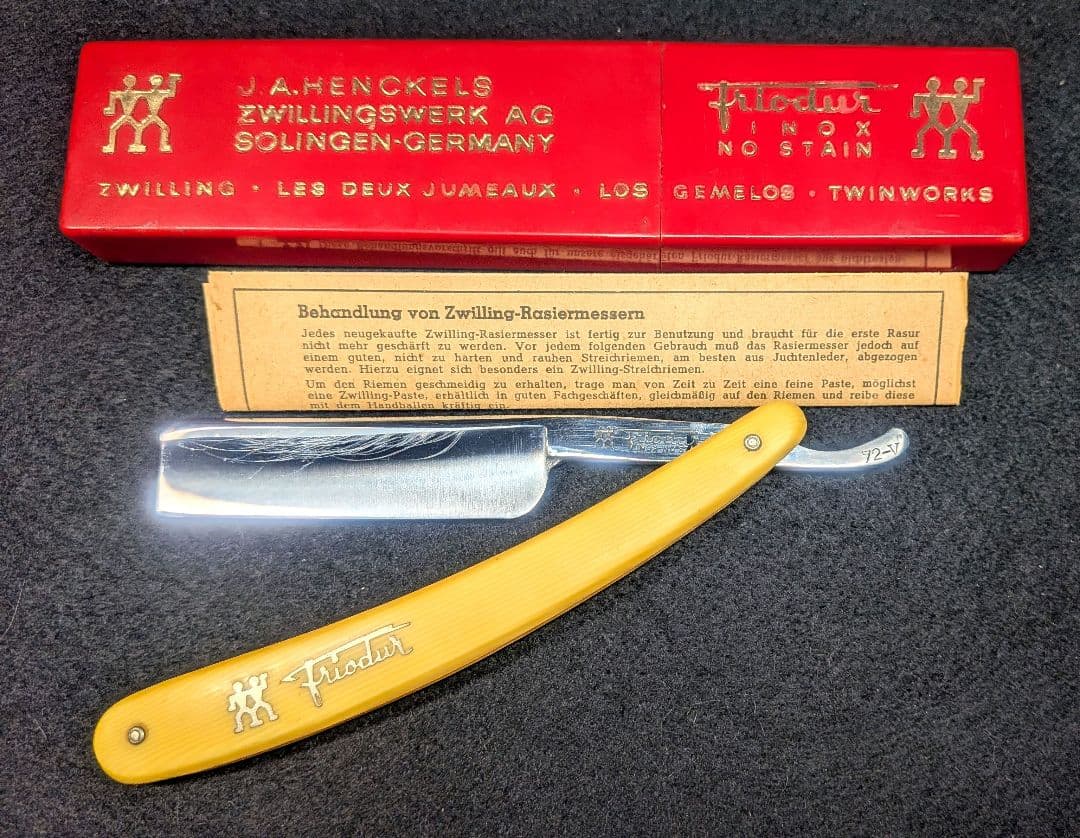 J.A.HENCKELS
ZWILLINGSWERK AG
SOLINGEN-GERMANY
Friodur
INOX
NO STAIN
ZWILLING · LES DEUX JUMEAUX · LOS GEMELOS · TWINWORKS
Behandlung von Zwilling-Rasiermessern
Jedes neugekaufte Zwilling-Rasiermesser ist fertig zur Benutzung und braucht für die erste Rasur
nicht mehr geschärft zu werden. Vor jedem folgenden Gebrauch muß das Rasiermesser jedoch auf
einem guten, nicht zu harten und rauhen Streichriemen, am besten aus Juchtenleder, abgezogen
werden. Hierzu eignet sich besonders ein Zwilling-Streichriemen.
Um den Riemen geschmeidig zu erhalten, trage man von Zeit zu Zeit eine feine Paste, möglichst
eine Zwilling-Paste, erhältlich in guten Fachgeschäften, gleichmäßig auf den Riemen und reibe diese
mit dem Handballen kräftig ein.
72-V
Friodur